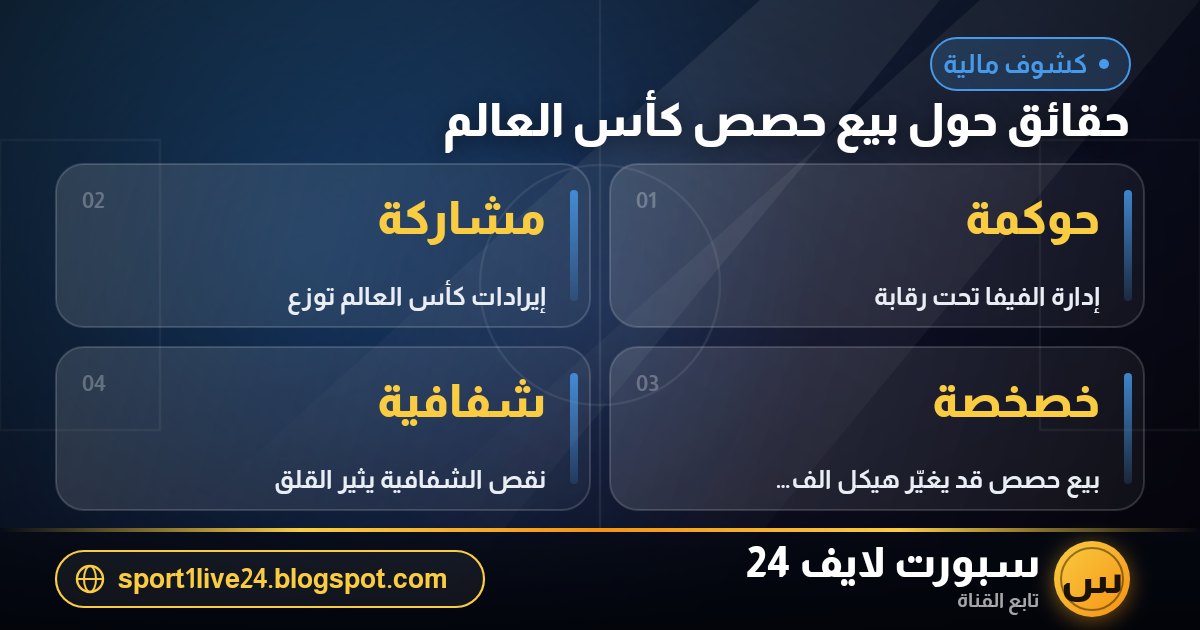 كشوف مالية
حقائق حول بيع حصص كأس العالم
01
حوكمة
إدارة الفيفا تحت رقابة
02
مشاركة
إيرادات كأس العالم توزع
03
خصخصة
بيع حصص قد يغيّر هيكل الف...
04
شفافية
نقص الشفافية يثير القلق
س
سبورت لايف 24
تابع القناة
sport1live24.blogspot.com